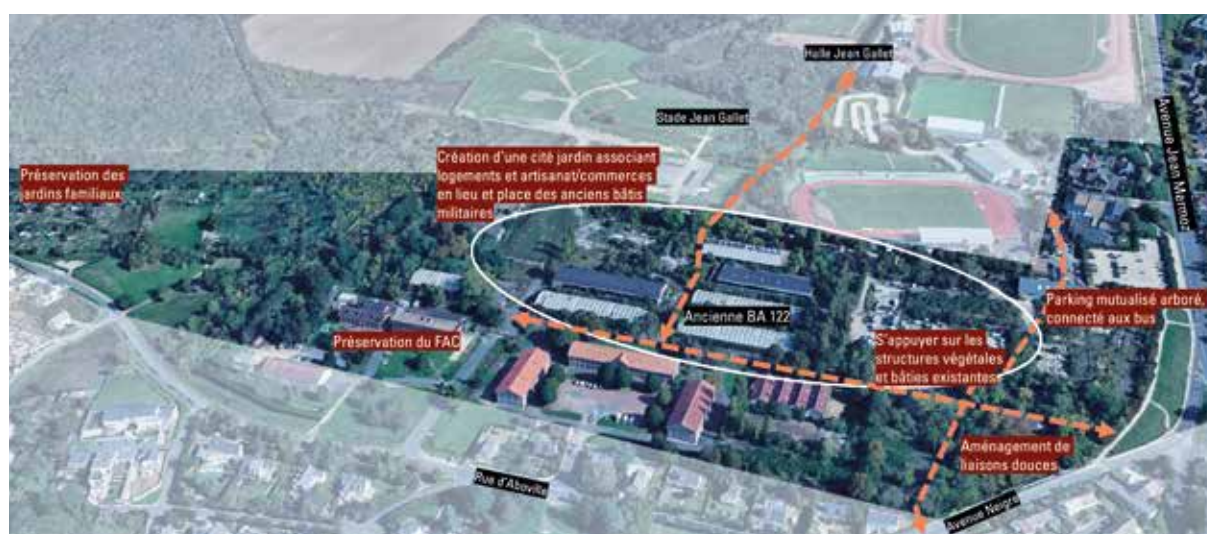 Halle Jean Gallet
Stade Jean Gallet
Avenue Jean Mermoz
Création d'une cité jardin associant
logements et artisanat/commerces
en lieu et place des anciens bâtis
militaires
Préservation des
jardins familiaux
Parking mutualisé arboré,
connecté aux bus
Ancienne BA 122
Préservation du FAC
S'appuyer sur les
structures végétales
et bâties existantes
Aménagement de
liaisons douces
Rue d'Aboville
Avenue Neigre